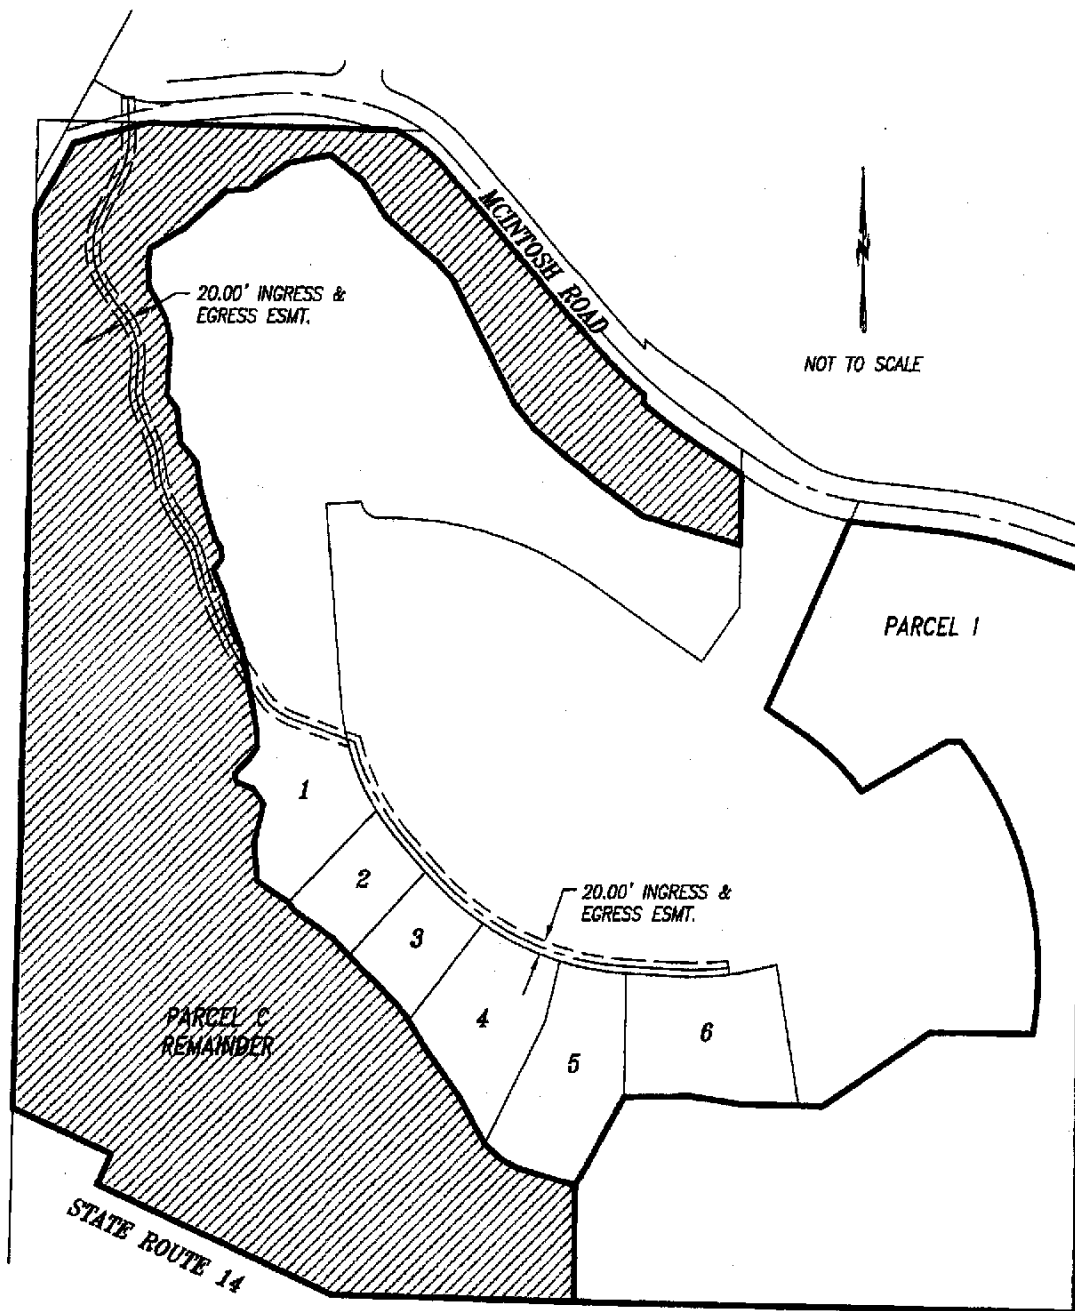 MCINTOSH ROAD
20.00' INGRESS &
EGRESS ESMT.
N
NOT TO SCALE
PARCEL I
1
2
20.00' INGRESS &
EGRESS ESMT.
3
4
PARCEL C
REMAINDER
6
5
STATE ROUTE 14